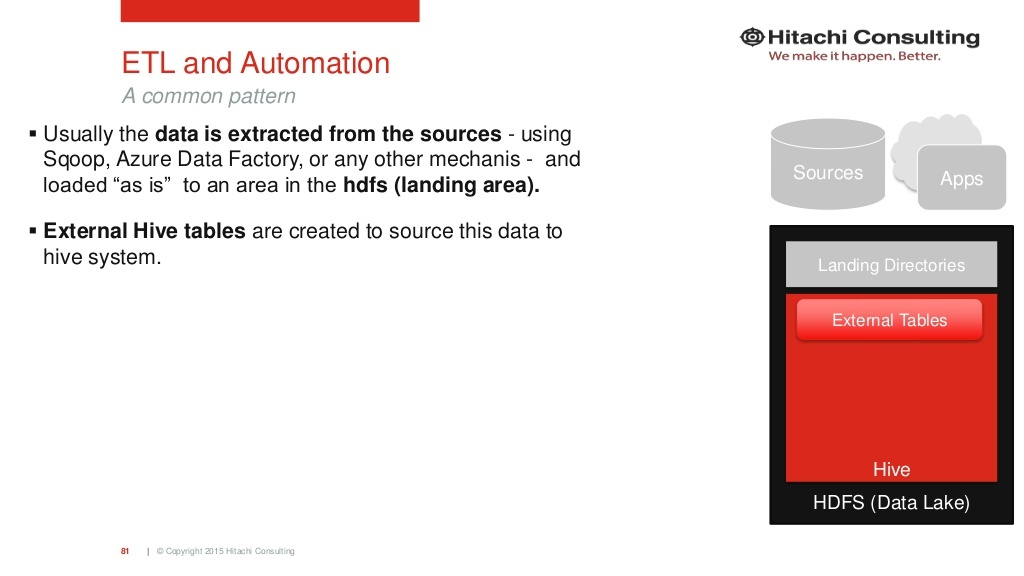 Hitachi Consulting
We make it happen. Better.
ETL and Automation
A common pattern
▪ Usually the data is extracted from the sources - using
Sqoop, Azure Data Factory, or any other mechanis - and
loaded “as is” to an area in the hdfs (landing area).
▪ External Hive tables are created to source this data to
hive system.
Sources
Apps
Landing Directories
External Tables
Hive
HDFS (Data Lake)
81 | © Copyright 2015 Hitachi Consulting